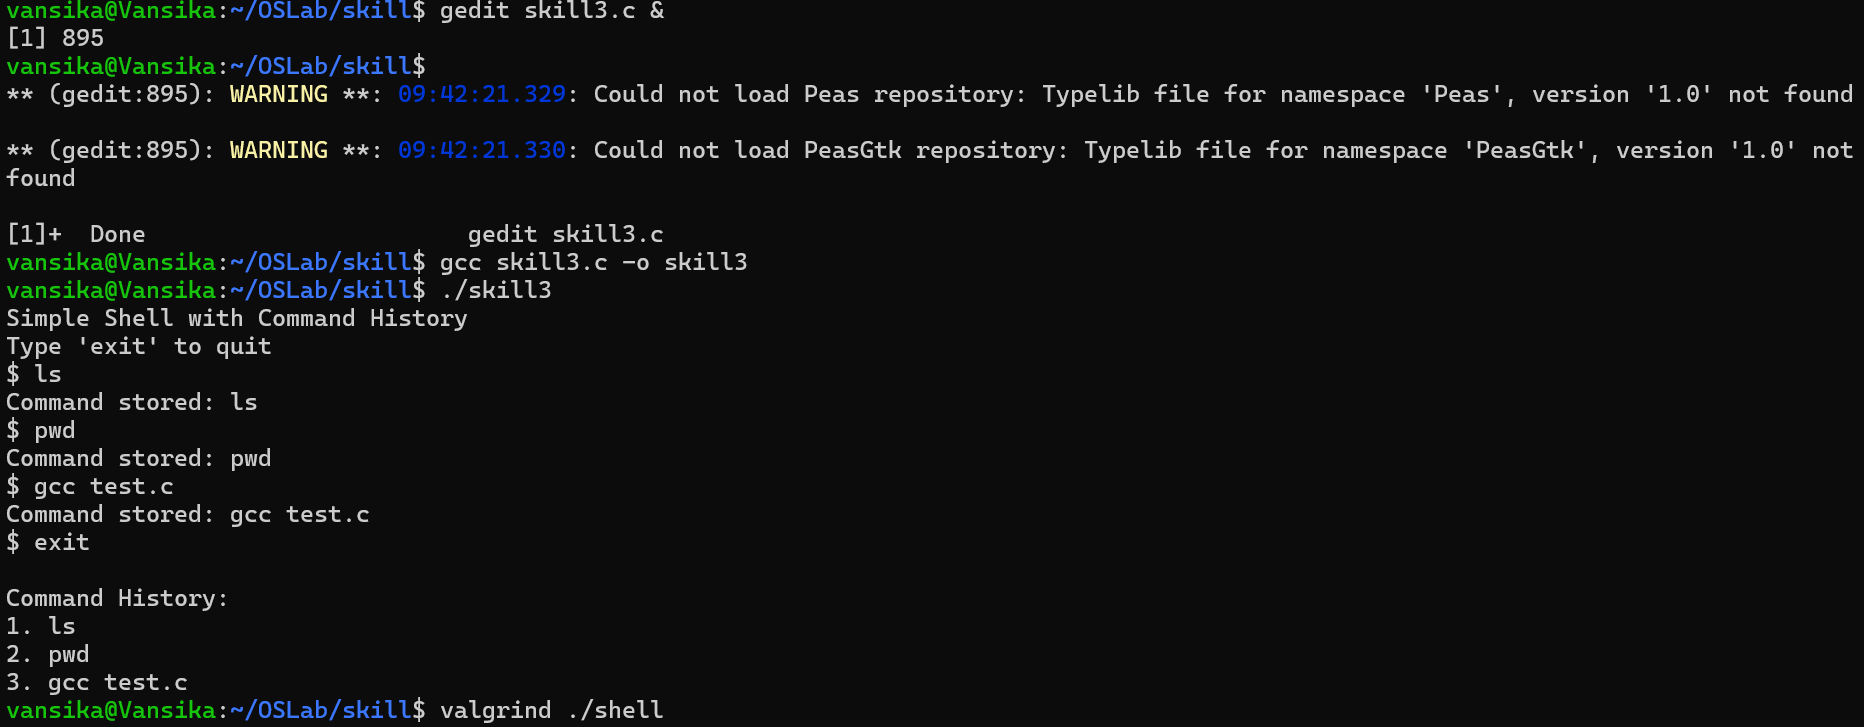 vansika@Vansika:~/OSLab/skill$ gedit skill3.c &
[1] 895
vansika@Vansika:~/OSLab/skill$
** (gedit:895): WARNING **: 09:42:21.329: Could not load Peas repository: Typelib file for namespace 'Peas', version '1.0' not found
** (gedit:895): WARNING **: 09:42:21.330: Could not load PeasGtk repository: Typelib file for namespace 'PeasGtk', version '1.0' not
found
[1]+  Done                       gedit skill3.c
vansika@Vansika:~/OSLab/skill$ gcc skill3.c -o skill3
vansika@Vansika:~/OSLab/skill$ ./skill3
Simple Shell with Command History
Type 'exit' to quit
$ ls
Command stored: ls
$ pwd
Command stored: pwd
$ gcc test.c
Command stored: gcc test.c
$ exit
Command History:
1. ls
2. pwd
3. gcc test.c
vansika@Vansika:~/OSLab/skill$ valgrind ./shell